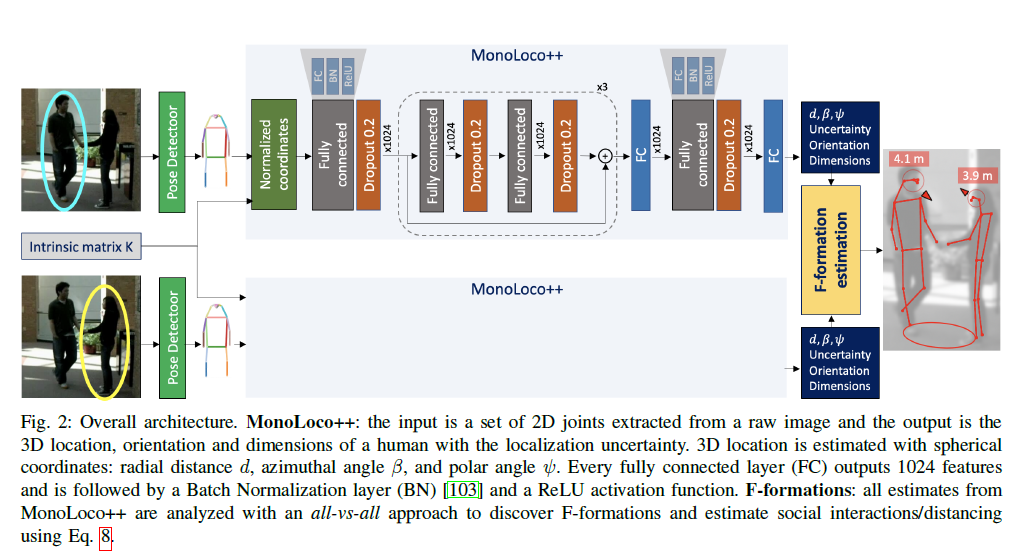 MonoLoco++
FC
BN
RelU
FC
BN
RelU
x3
Pose Detectoor
Normalized
coordinates
Fully
connected
Dropout 0.2
x1024
Fully connected
x1024
Dropout 0.2
Fully connected
x1024
Dropout 0.2
+
FC
x1024
Fully
connected
Dropout 0.2
x1024
FC
d, β, ψ
Uncertainty
Orientation
Dimensions
4.1 m
3.9 m
Intrinsic matrix K
F-formation
estimation
MonoLoco++
Pose Detectoor
d, β, ψ
Uncertainty
Orientation
Dimensions
Fig. 2: Overall architecture. MonoLoco++: the input is a set of 2D joints extracted from a raw image and the output is the
3D location, orientation and dimensions of a human with the localization uncertainty. 3D location is estimated with spherical
coordinates: radial distance d, azimuthal angle β, and polar angle ψ. Every fully connected layer (FC) outputs 1024 features
and is followed by a Batch Normalization layer (BN) [103] and a ReLU activation function. F-formations: all estimates from
MonoLoco++ are analyzed with an all-vs-all approach to discover F-formations and estimate social interactions/distancing
using Eq. 8.